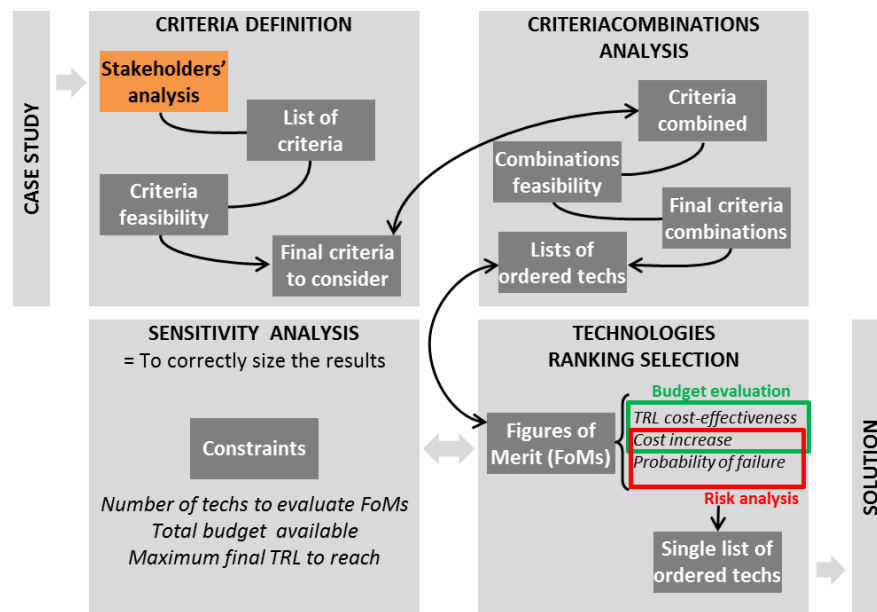 CASE STUDY
CRITERIA DEFINITION
Stakeholders'
analysis
List of
criteria
Criteria
feasibility
Final criteria
to consider
CRITERIACOMBINATIONS
ANALYSIS
Criteria
combined
Combinations
feasibility
Final criteria
combinations
Lists of
ordered techs
SENSITIVITY ANALYSIS
= To correctly size the results
Constraints
Number of techs to evaluate FoMs
Total budget available
Maximum final TRL to reach
TECHNOLOGIES
RANKING SELECTION
Figures of
Merit (FoMs)
Budget evaluation
TRL cost-effectiveness
Cost increase
Probability of failure
Risk analysis
Single list of
ordered techs
SOLUTION